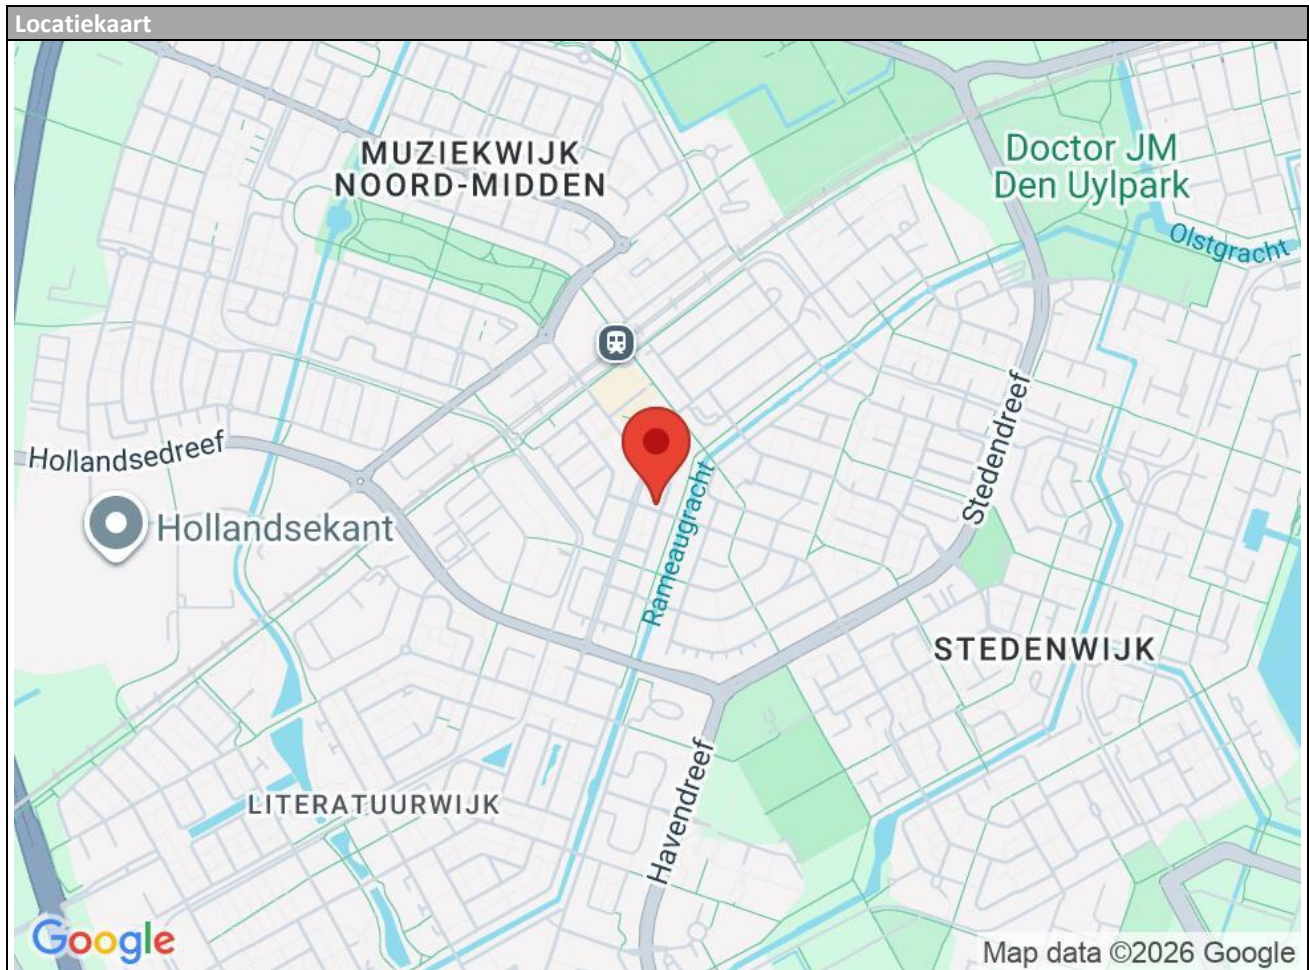 Locatiekaart
MUZIEKWIJK
NOORD-MIDDEN
Doctor JM
Den Uylpark
Olstgracht
Hollandsedreef
Stedendreef
Hollandsekant
Rameaugracht
STEDENWIJK
LITERATUURWIJK
Havendreef
Google
Map data ©2026 Google